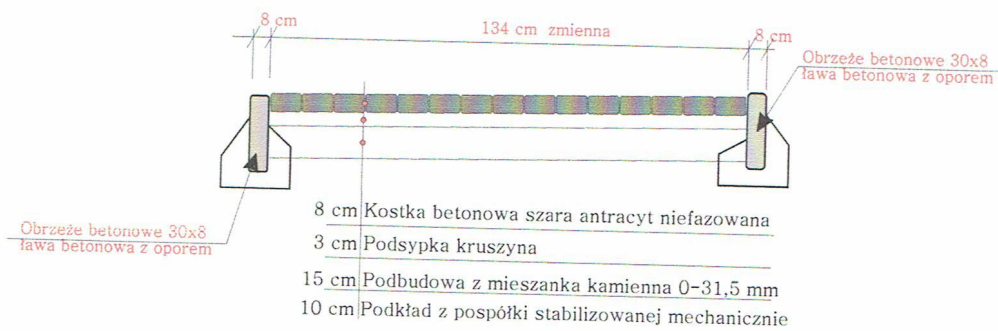 8 cm
134 cm zmienna
8 cm
Obrzeże betonowe 30x8
ława betonowa z oporem
Obrzeże betonowe 30x8
ława betonowa z oporem
8 cm Kostka betonowa szara antracyt niefazowana
3 cm Podsypka kruszyna
15 cm Podbudowa z mieszanka kamienna 0-31,5 mm
10 cm Podkład z pospółki stabilizowanej mechanicznie